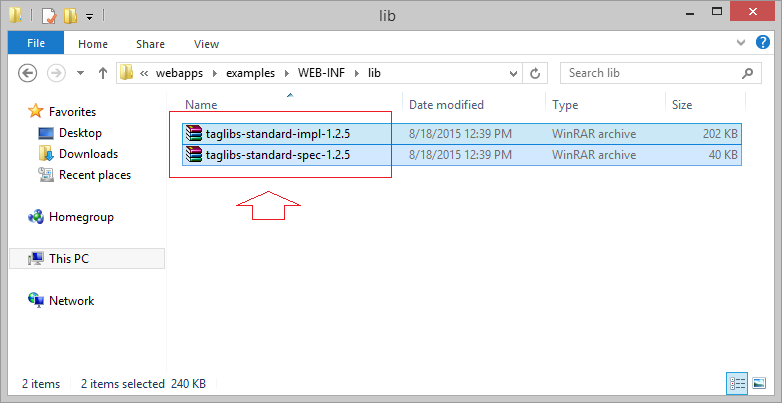 lib
File Home Share View
webapps examples WEB-INF lib Search lib
Name Date modified Type Size
Favorites
Desktop
Downloads
Recent places
Homegroup
This PC
Network
taglibs-standard-impl-1.2.5 8/18/2015 12:39 PM WinRAR archive 202 KB
taglibs-standard-spec-1.2.5 8/18/2015 12:39 PM WinRAR archive 40 KB
2 items 2 items selected 240 KB